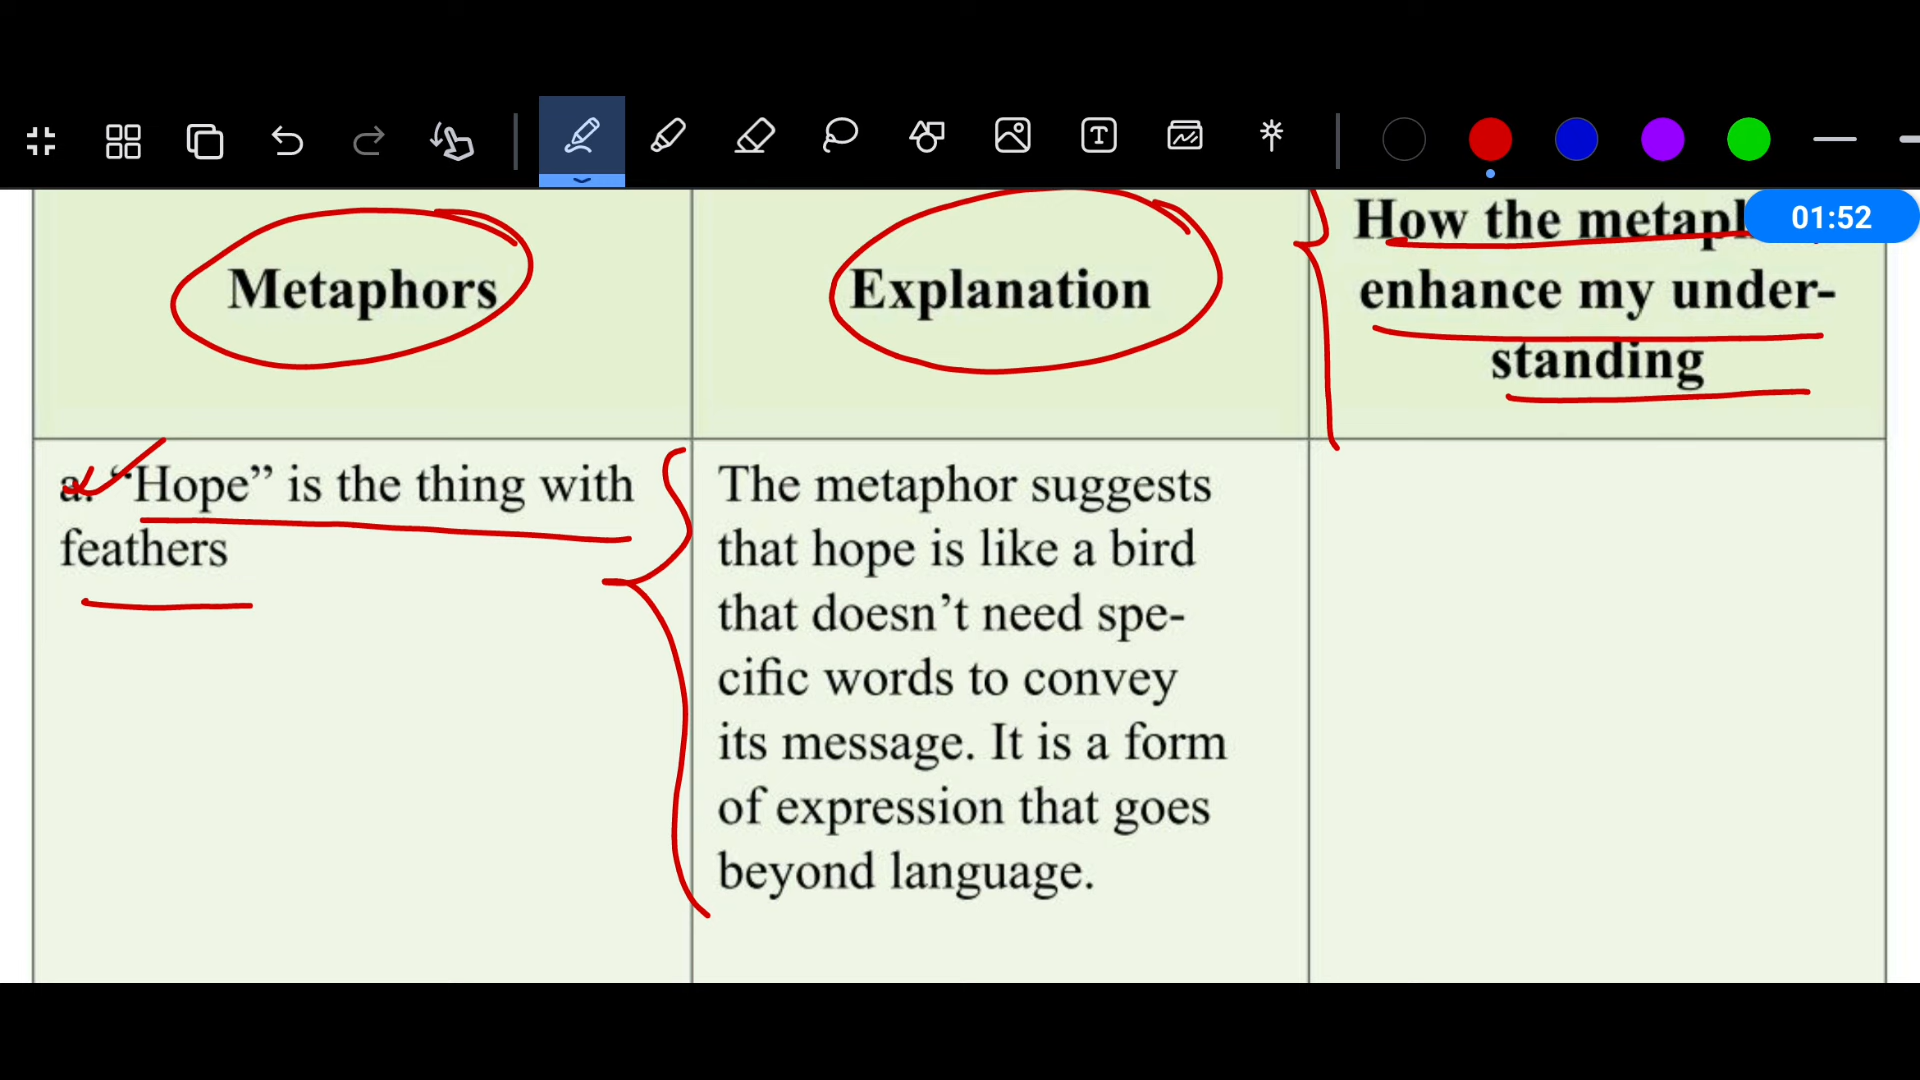 How the
01:52
Metaphors
Explanation
enhance my under-
standing
a. “Hope” is the thing with
feathers
The metaphor suggests
that hope is like a bird
that doesn’t need spe-
cific words to convey
its message. It is a form
of expression that goes
beyond language.